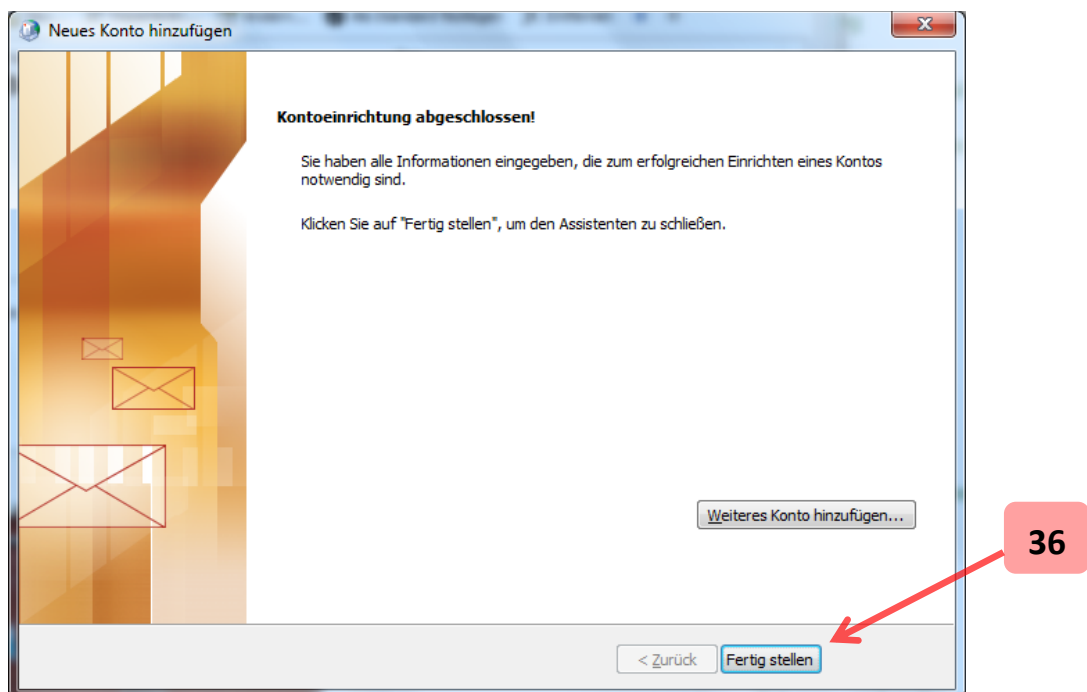 Neues Konto hinzufügen
Kontoeinrichtung abgeschlossen!
Sie haben alle Informationen eingegeben, die zum erfolgreichen Einrichten eines Kontos
notwendig sind.
Klicken Sie auf "Fertig stellen", um den Assistenten zu schließen.
Weiteres Konto hinzufügen...
36
< Zurück
Fertig stellen